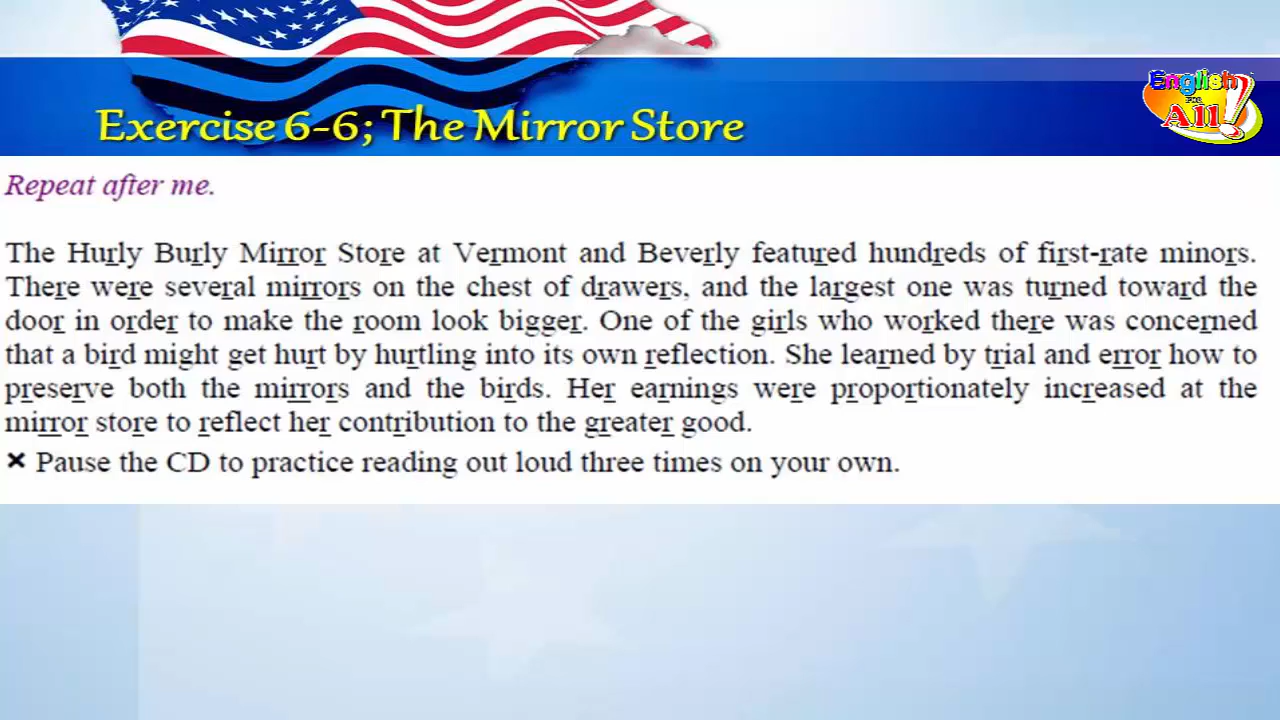 Exercise 6-6; The Mirror Store
English
FOR
All!
Repeat after me.
The Hurly Burly Mirror Store at Vermont and Beverly featured hundreds of first-rate minors.
There were several mirrors on the chest of drawers, and the largest one was turned toward the
door in order to make the room look bigger. One of the girls who worked there was concerned
that a bird might get hurt by hurtling into its own reflection. She learned by trial and error how to
preserve both the mirrors and the birds. Her earnings were proportionately increased at the
mirror store to reflect her contribution to the greater good.
× Pause the CD to practice reading out loud three times on your own.